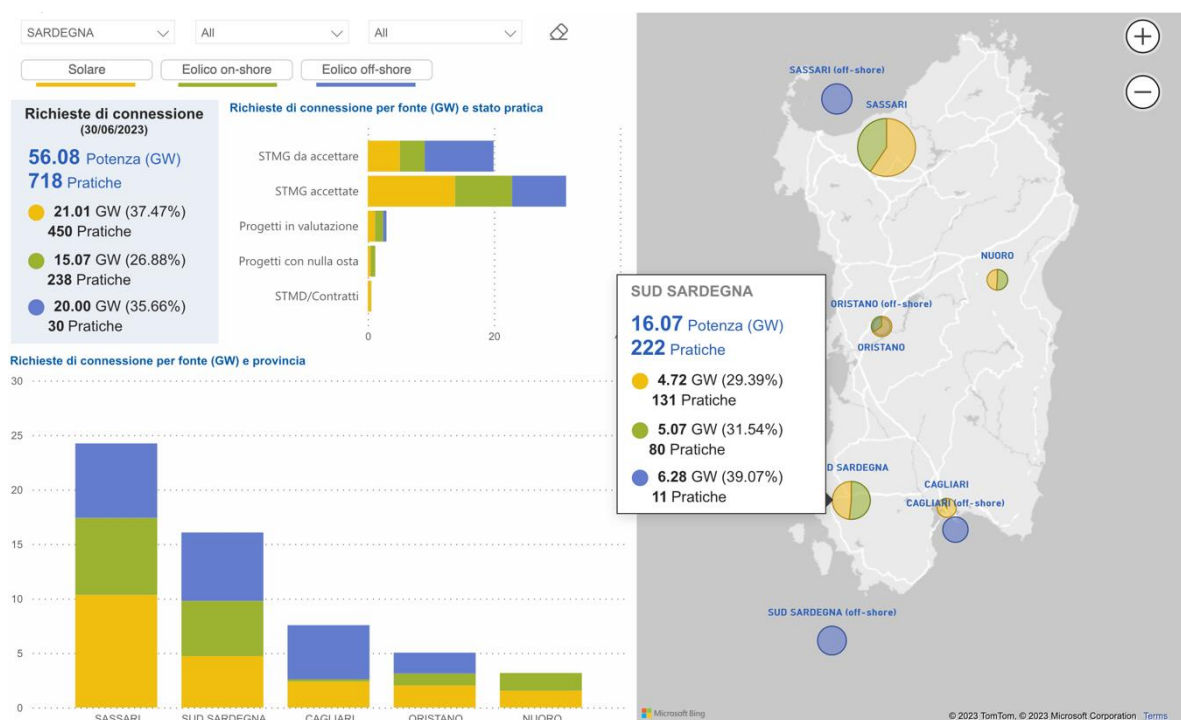 SARDEGNA
All
All
Solare
Eolico on-shore
Eolico off-shore
Richieste di connessione
(30/06/2023)
56.08 Potenza (GW)
718 Pratiche
21.01 GW (37.47%)
450 Pratiche
15.07 GW (26.88%)
238 Pratiche
20.00 GW (35.66%)
30 Pratiche
Richieste di connessione per fonte (GW) e stato pratica
STMG da accettare
STMG accettate
Progetti in valutazione
Progetti con nulla osta
STMD/Contratti
0
20
Richieste di connessione per fonte (GW) e provincia
30
25
20
15
10
5
0
SASSARI
SUD SARDEGNA
CAGLIARI
ORISTANO
NUORO
SASSARI (off-shore)
SASSARI
NUORO
ORISTANO (off-shore)
ORISTANO
SUD SARDEGNA
16.07 Potenza (GW)
222 Pratiche
4.72 GW (29.39%)
131 Pratiche
5.07 GW (31.54%)
80 Pratiche
6.28 GW (39.07%)
11 Pratiche
D SARDEGNA
CAGLIARI
CAGLIARI (off-shore)
SUD SARDEGNA (off-shore)
Microsoft Bing
© 2023 TomTom, © 2023 Microsoft Corporation Terms